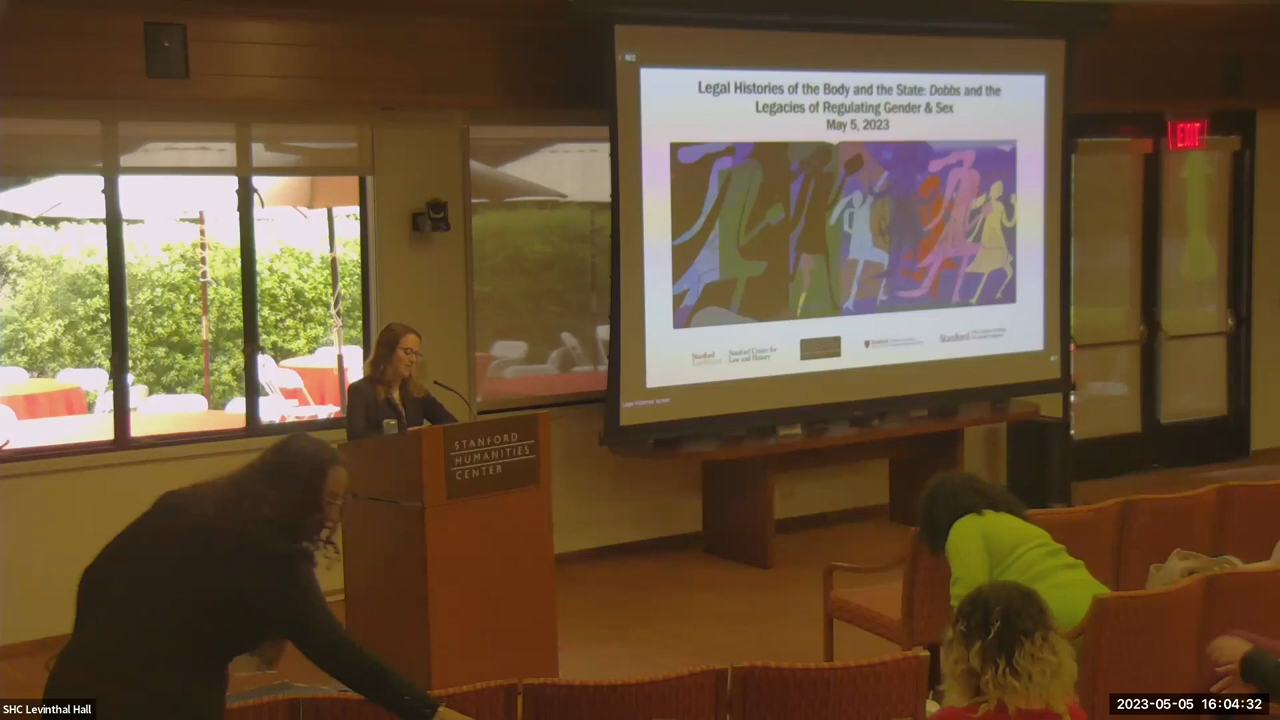 Legal Histories of the Body and the State: Dobbs and the
Legacies of Regulating Gender & Sex
May 5, 2023
EXIT
STANFORD
HUMANITIES
CENTER
Stanford
Stanford Center for
Law and History
Stanford
SHC Levinthal Hall
2023-05-05 16:04:32